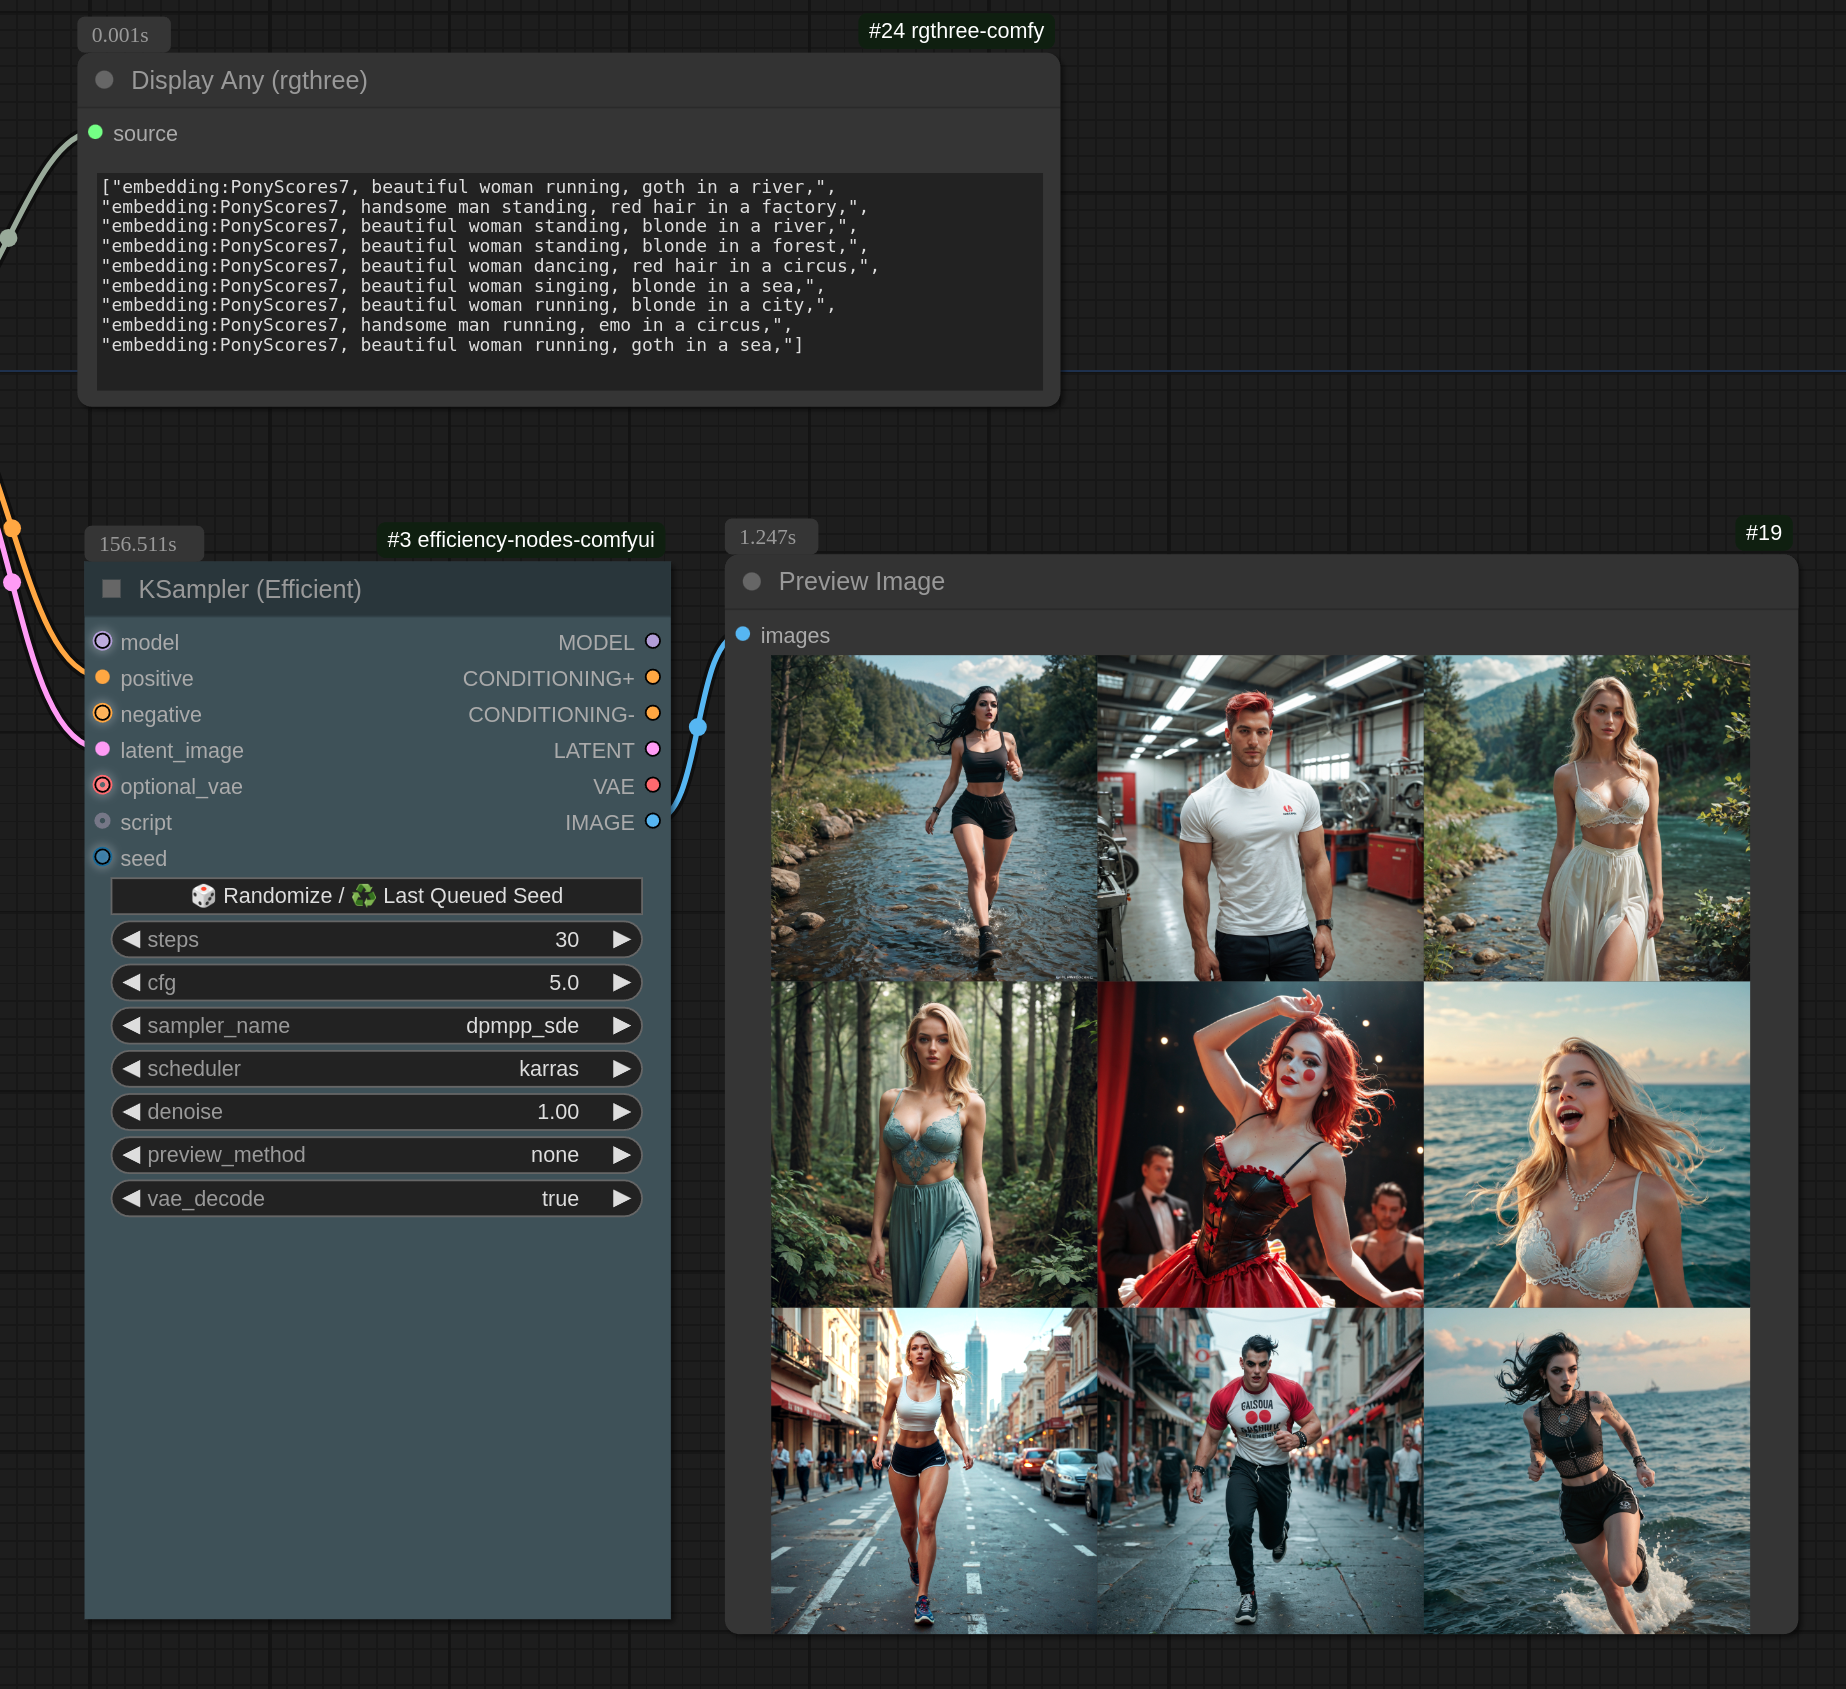 0.001s
#24 rgthree-comfy
Display Any (rgthree)
source
["embedding:PonyScores7, beautiful woman running, goth in a river,",
"embedding:PonyScores7, handsome man standing, red hair in a factory,",
"embedding:PonyScores7, beautiful woman standing, blonde in a river,",
"embedding:PonyScores7, beautiful woman standing, blonde in a forest,",
"embedding:PonyScores7, beautiful woman dancing, red hair in a circus,",
"embedding:PonyScores7, beautiful woman singing, blonde in a sea,",
"embedding:PonyScores7, beautiful woman running, blonde in a city,",
"embedding:PonyScores7, handsome man running, emo in a circus,",
"embedding:PonyScores7, beautiful woman running, goth in a sea,"]
156.511s
#3 efficiency-nodes-comfyui
KSampler (Efficient)
model MODEL
positive CONDITIONING+
negative CONDITIONING-
latent_image LATENT
optional_vae VAE
script IMAGE
seed
🎲 Randomize / ♻️ Last Queued Seed
steps 30
cfg 5.0
sampler_name dpmpp_sde
scheduler karras
denoise 1.00
preview_method none
vae_decode true
1.247s
#19
Preview Image
images
GAISOUA